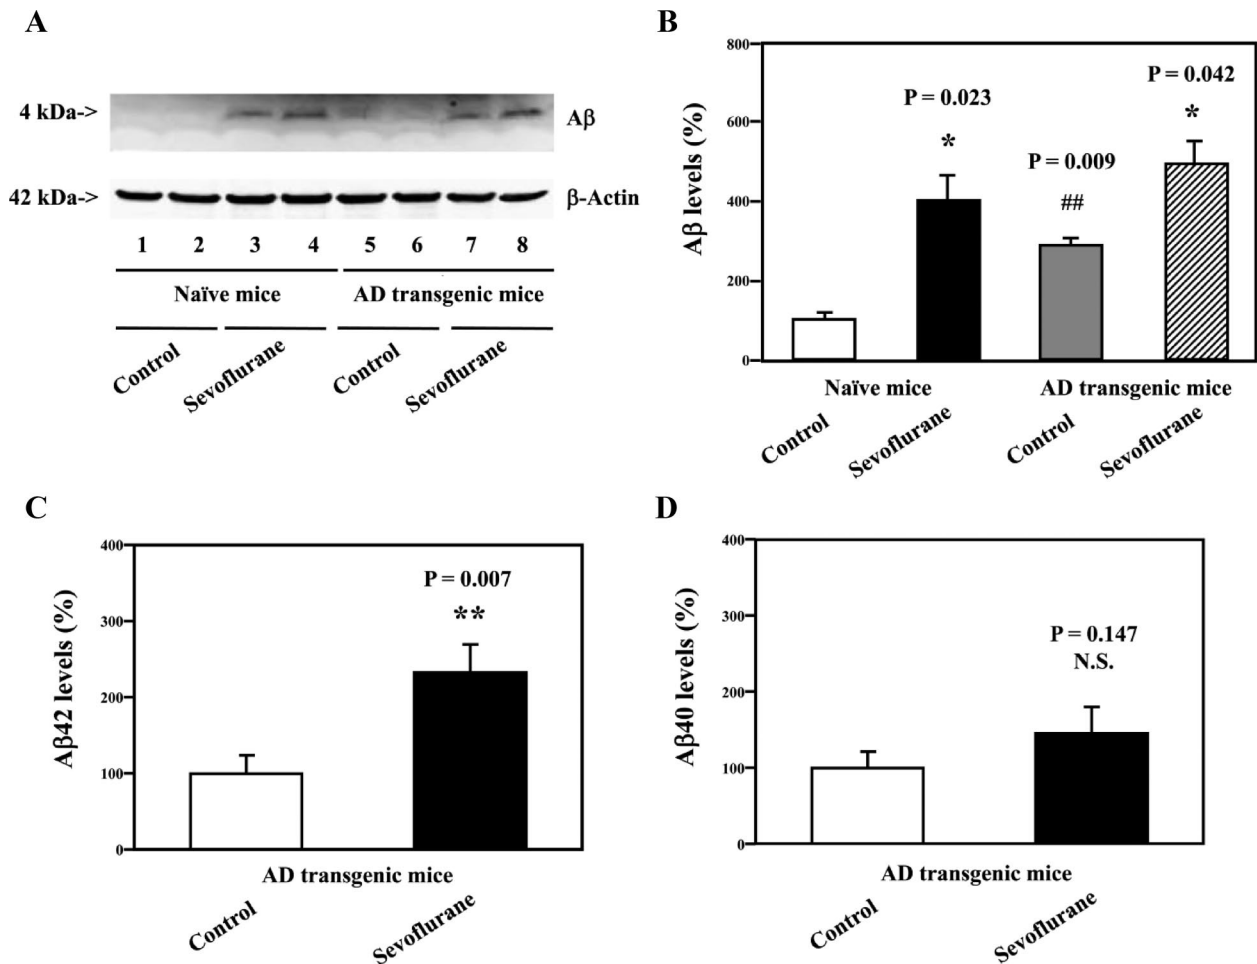 A
4 kDa->
Aβ
42 kDa->
β-Actin
1 2 3 4 5 6 7 8
Naïve mice AD transgenic mice
Control Sevoflurane Control Sevoflurane
B
Aβ levels (%)
800
600
400
200
0
P = 0.023
*
P = 0.009
##
P = 0.042
*
Naïve mice AD transgenic mice
Control Sevoflurane Control Sevoflurane
C
Aβ42 levels (%)
400
300
200
100
0
P = 0.007
**
AD transgenic mice
Control Sevoflurane
D
Aβ40 levels (%)
400
300
200
100
0
P = 0.147
N.S.
AD transgenic mice
Control Sevoflurane